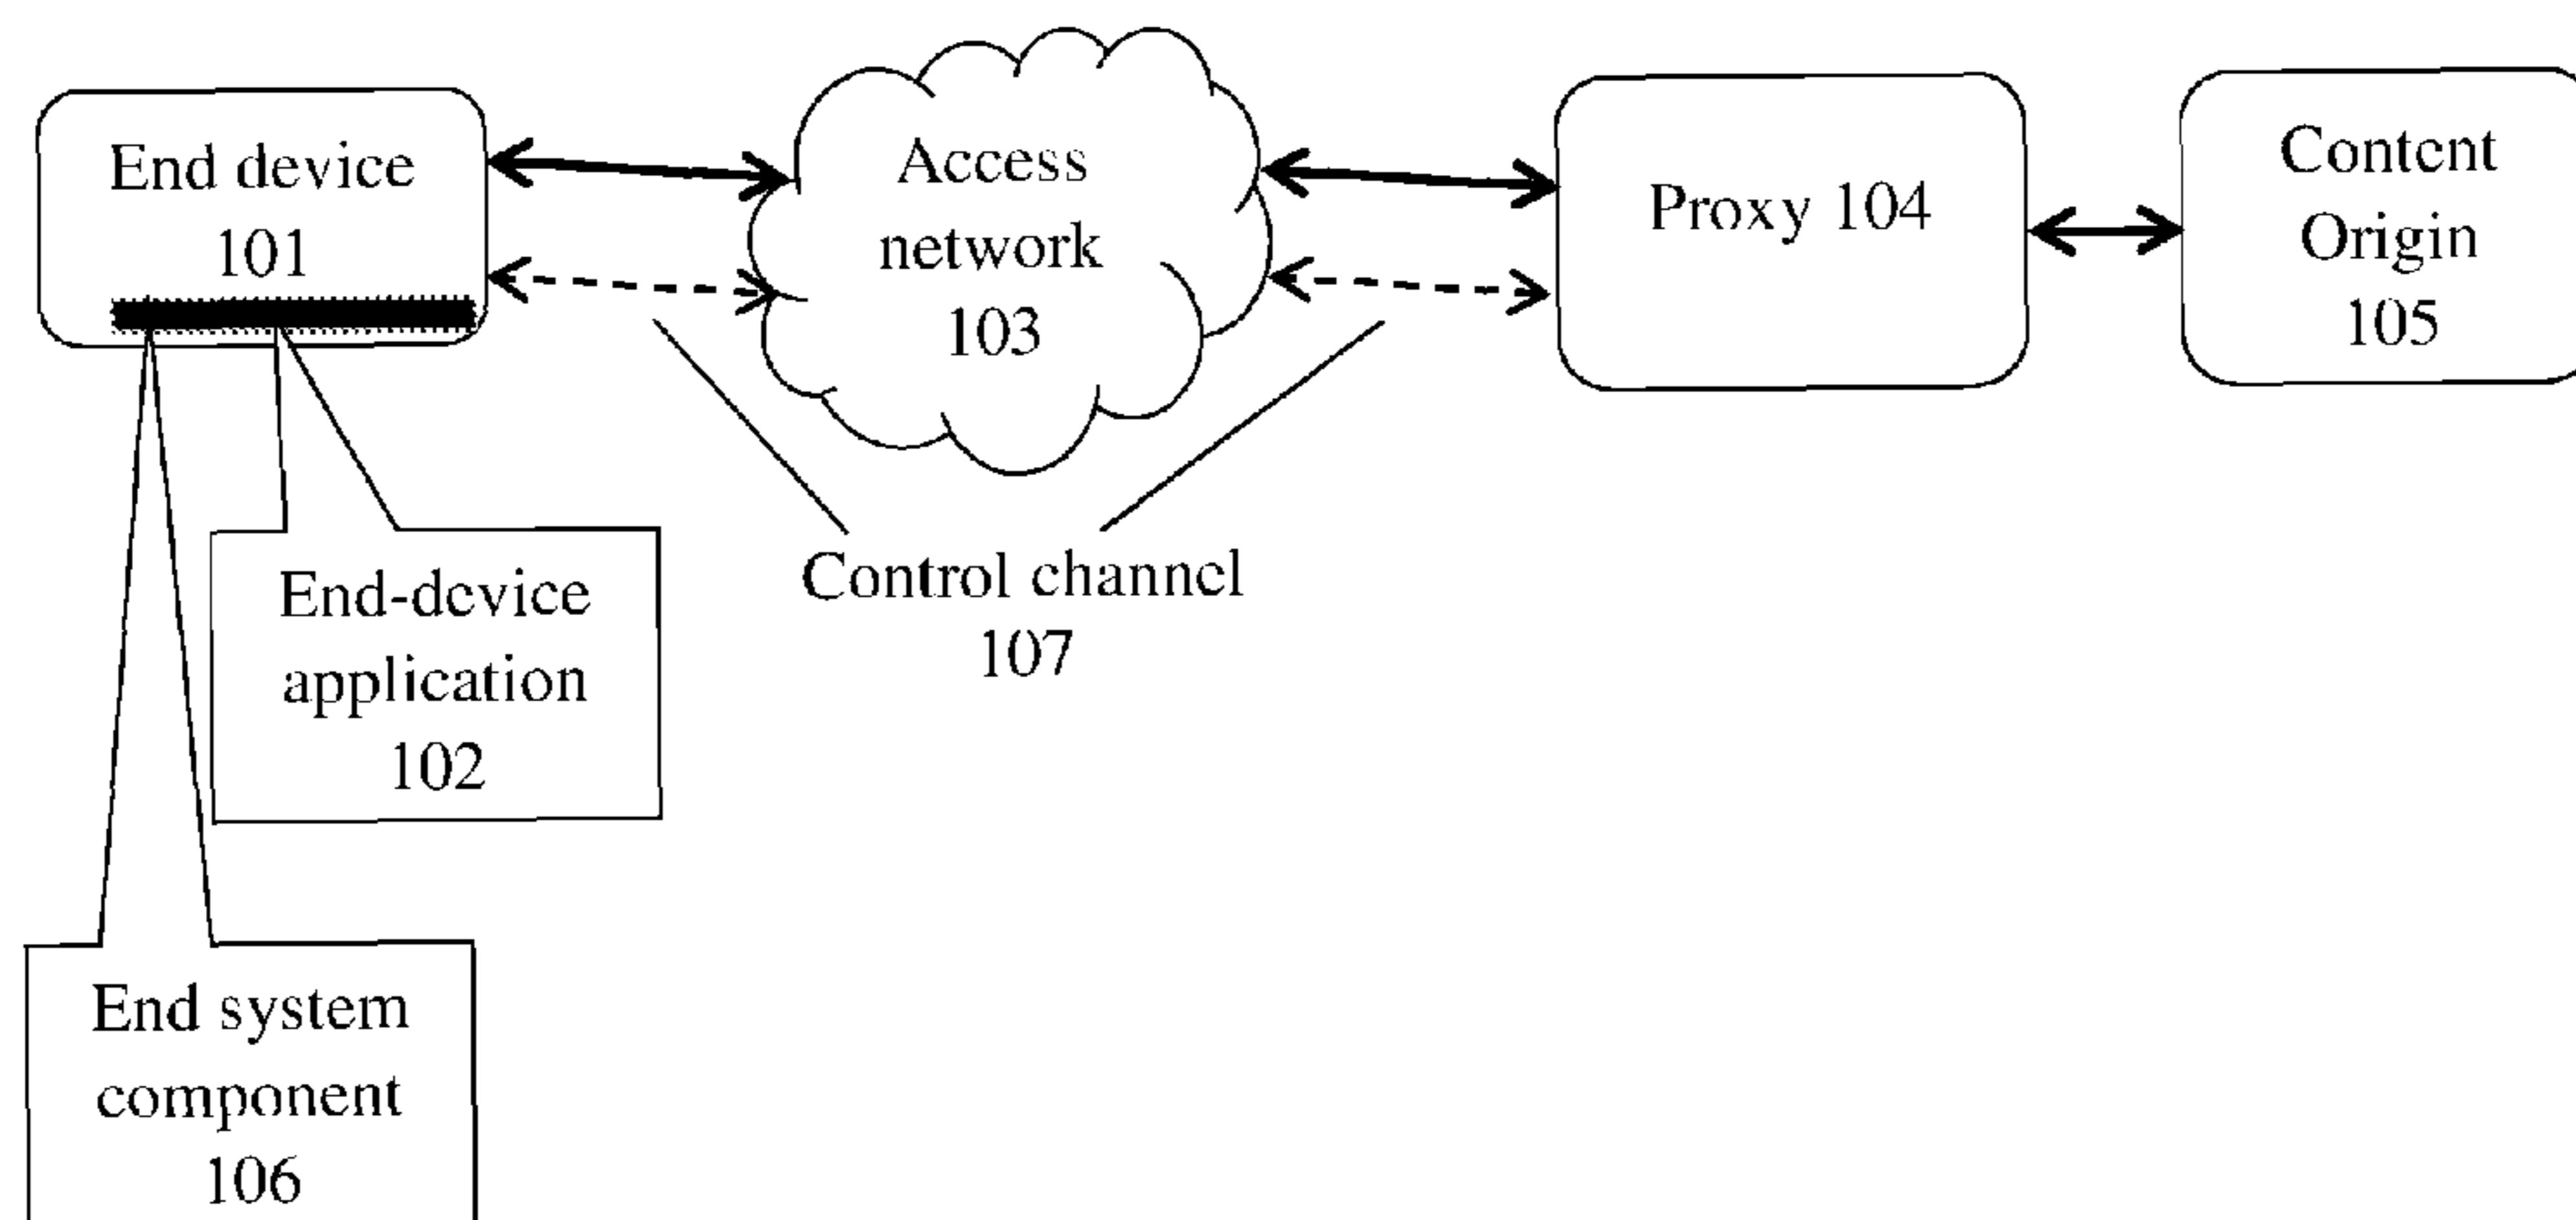 End device
101
Access
network
103
Proxy 104
Content
Origin
105
End-device
application
102
Control channel
107
End system
component
106